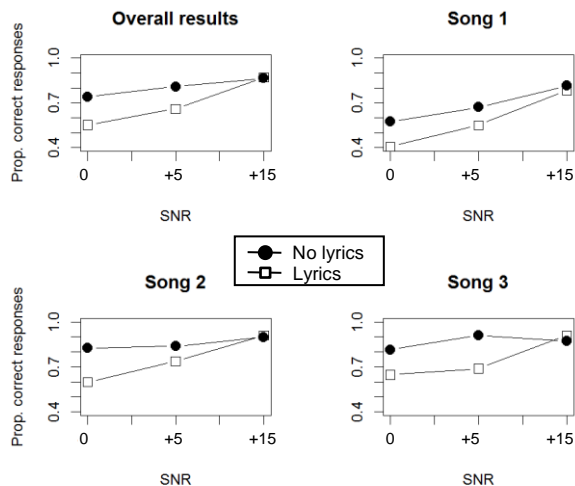 Overall results
Prop. correct responses
1.0
0.7
0.4
0 +5 +15
SNR
Song 1
1.0
0.7
0.4
0 +5 +15
SNR
No lyrics
Lyrics
Song 2
Prop. correct responses
1.0
0.7
0.4
0 +5 +15
SNR
Song 3
1.0
0.7
0.4
0 +5 +15
SNR